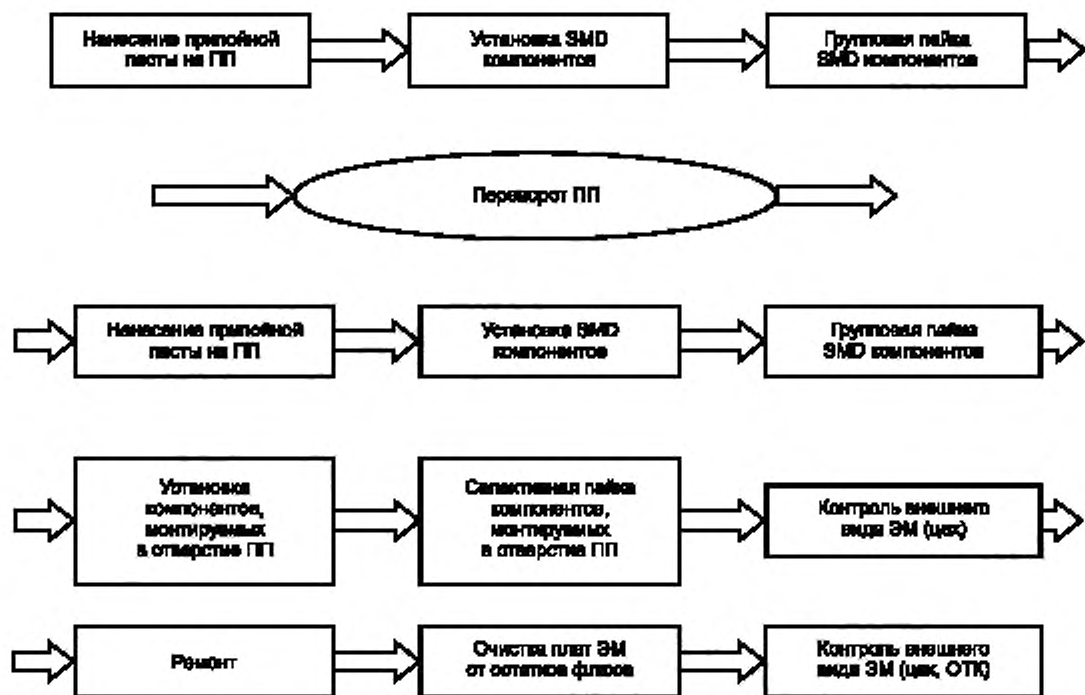 Нанесение припойной
пасты на ПП
Установка SMD
компонентов
Групповая пайка
SMD компонентов
Переворот ПП
Нанесение припойной
пасты на ПП
Установка SMD
компонентов
Групповая пайка
SMD компонентов
Установка
компонентов,
монтируемых
в отверстие ПП
Селективная пайка
компонентов,
монтируемых
в отверстие ПП
Контроль внешнего
вида ЭМ (цех)
Ремонт
Очистка плат ЭМ
от остатков флюса
Контроль внешнего
вида ЭМ (цех, ОТК)